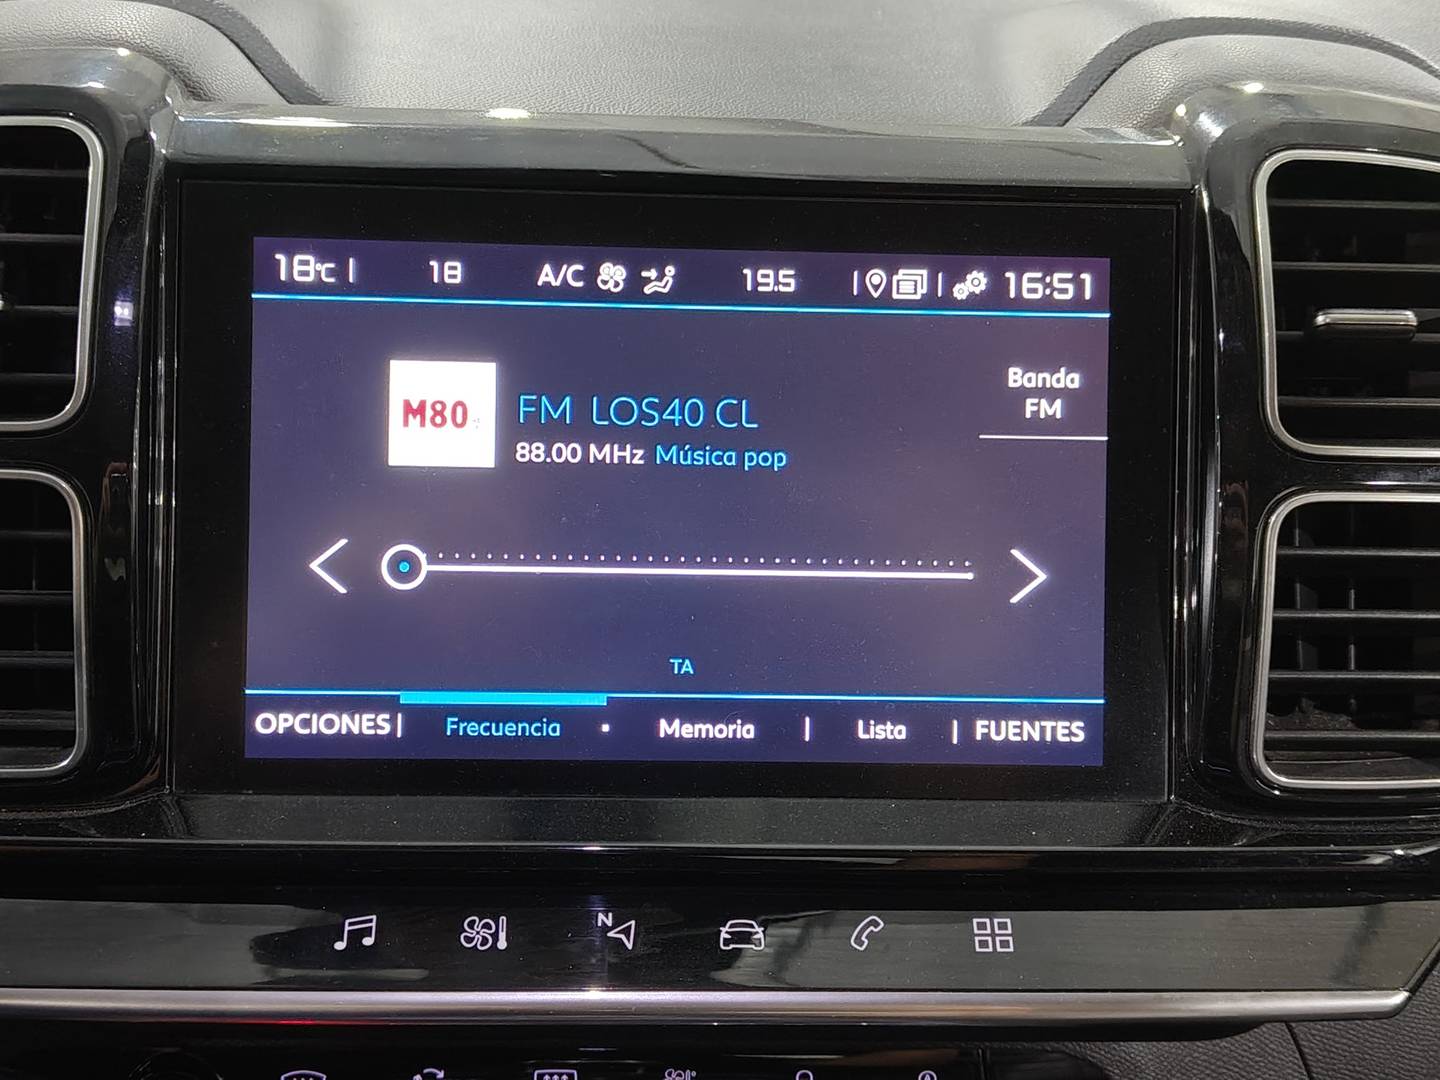 18°C | 18 A/C 19.5 | | 16:51
Banda
FM
M80
FM LOS40 CL
88.00 MHz Música pop
TA
OPCIONES | Frecuencia · Memoria | Lista | FUENTES
N